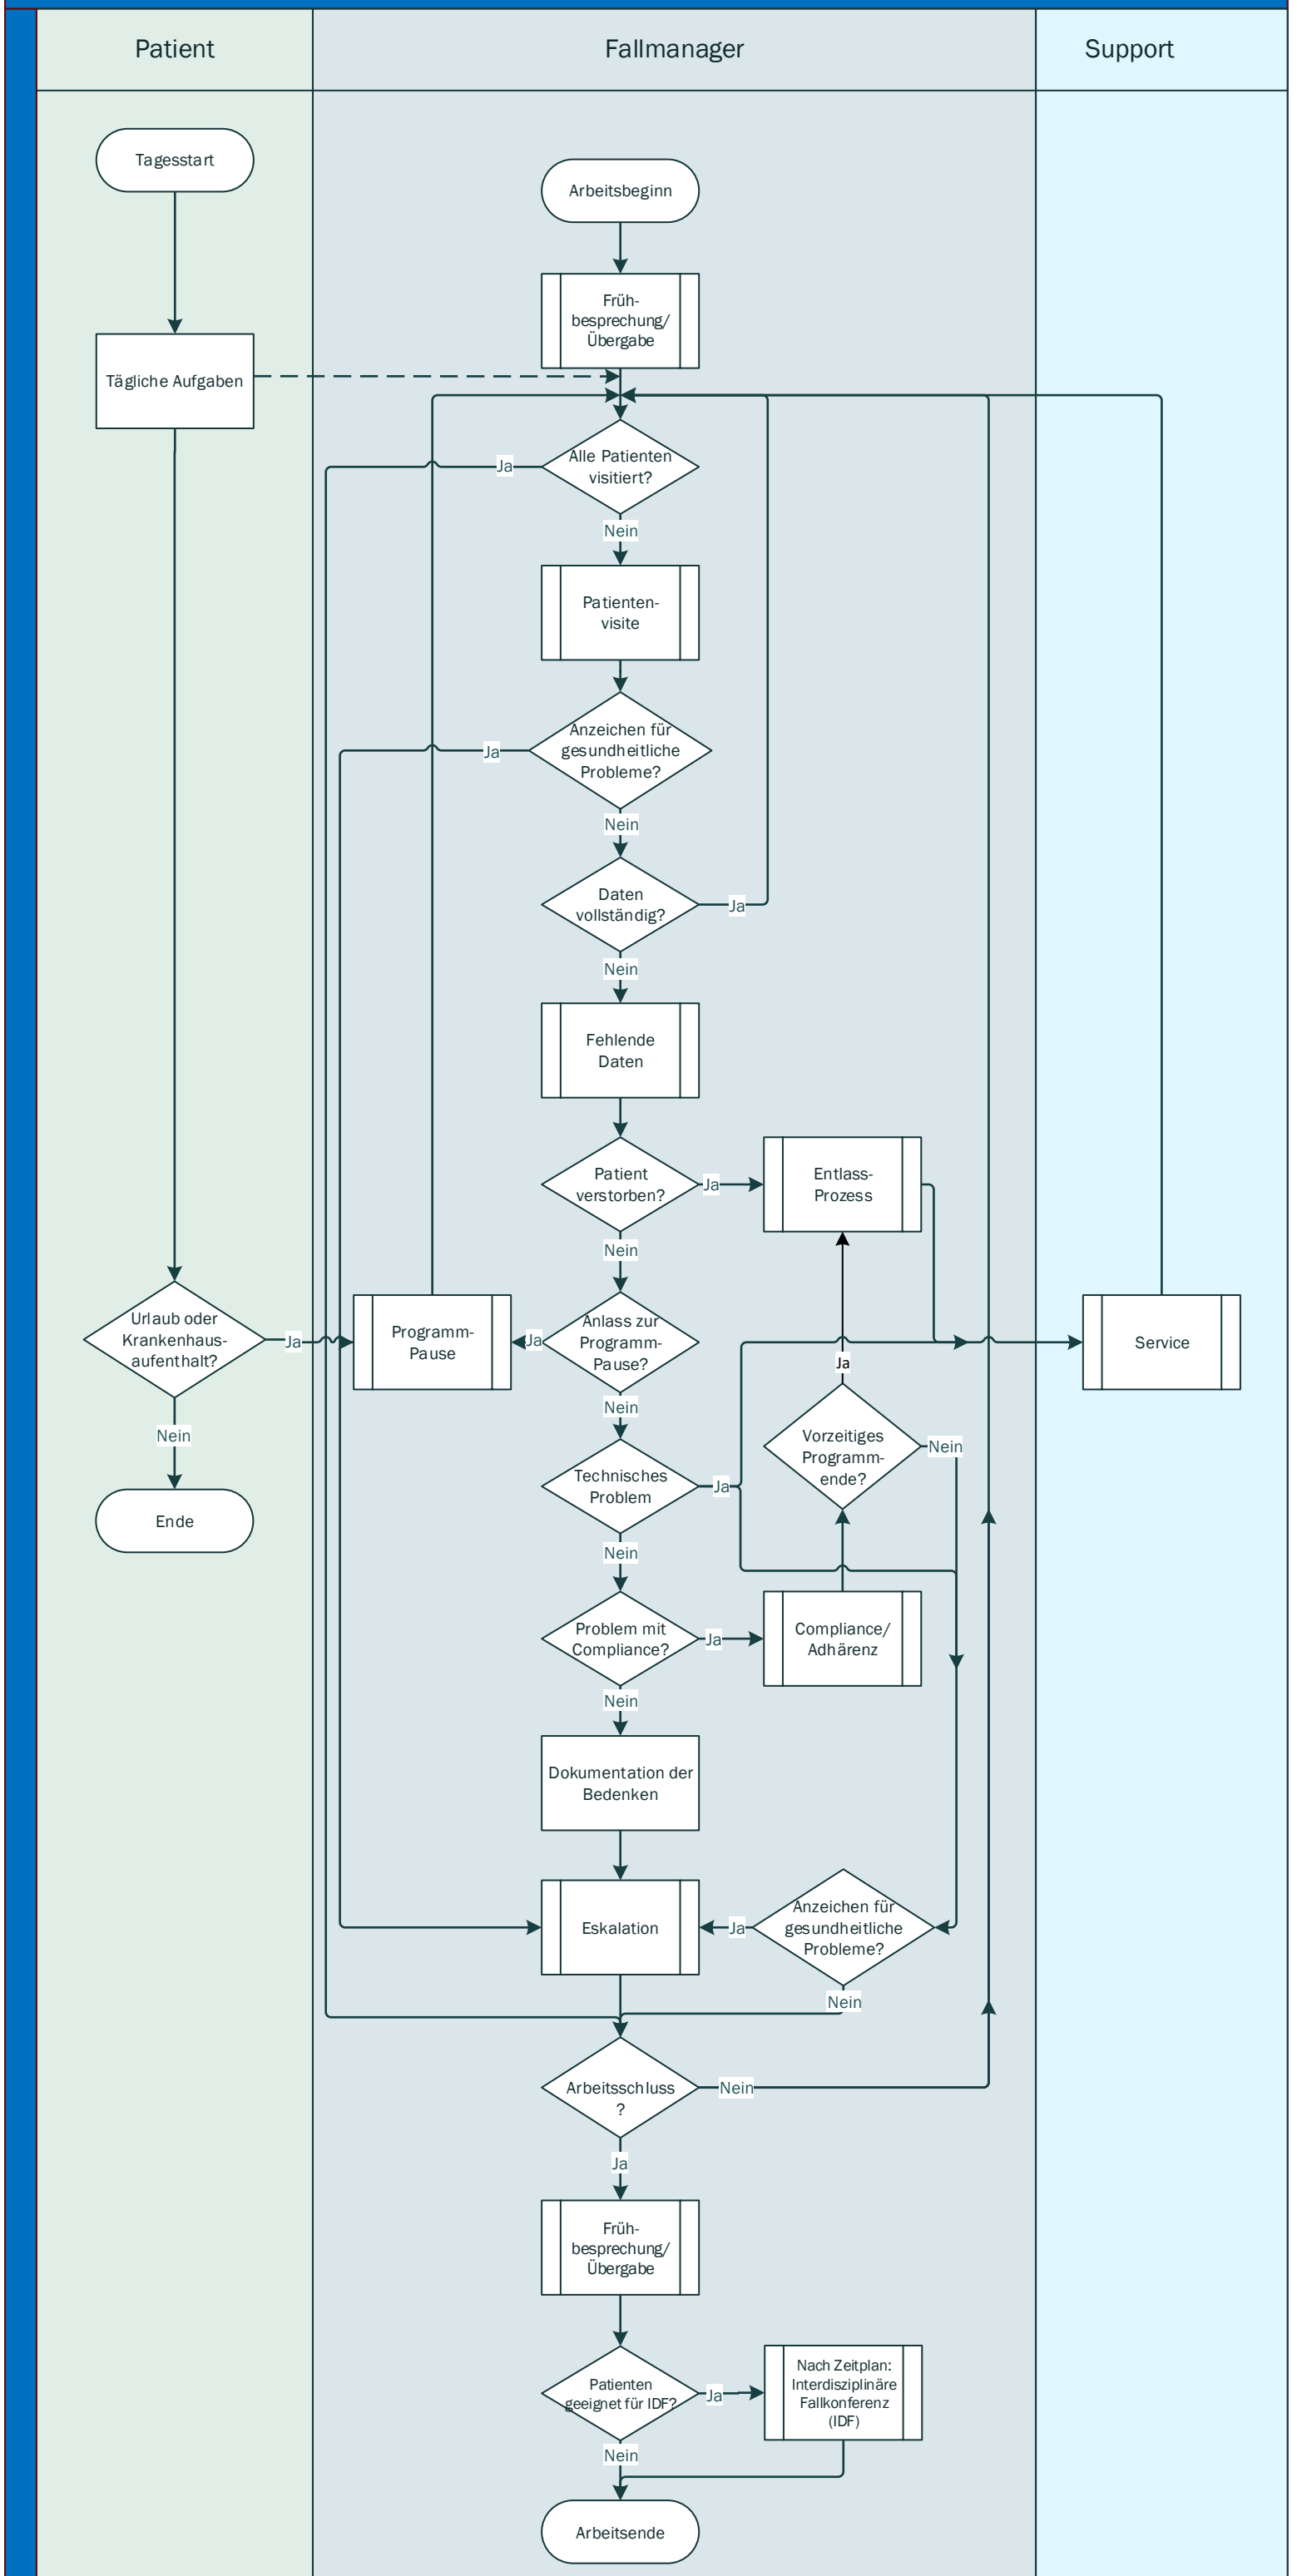 Patient
Fallmanager
Support
Tagesstart
Arbeitsbeginn
Früh-
besprechung/
Übergabe
Tägliche Aufgaben
Alle Patienten
visitiert?
Ja
Nein
Patienten-
visite
Anzeichen für
gesundheitliche
Probleme?
Ja
Nein
Daten
vollständig?
Ja
Nein
Fehlende
Daten
Patient
verstorben?
Ja
Entlass-
Prozess
Nein
Urlaub oder
Krankenhaus-
aufenthalt?
Ja
Programm-
Pause
Ja
Anlass zur
Programm-
Pause?
Service
Ja
Nein
Nein
Vorzeitiges
Programm-
ende?
Nein
Technisches
Problem
Ja
Ende
Nein
Problem mit
Compliance?
Ja
Compliance/
Adhärenz
Nein
Dokumentation der
Bedenken
Eskalation
Ja
Anzeichen für
gesundheitliche
Probleme?
Nein
Arbeitsschluss
?
Nein
Ja
Früh-
besprechung/
Übergabe
Patienten
geeignet für IDF?
Ja
Nach Zeitplan:
Interdisziplinäre
Fallkonferenz
(IDF)
Nein
Arbeitsende